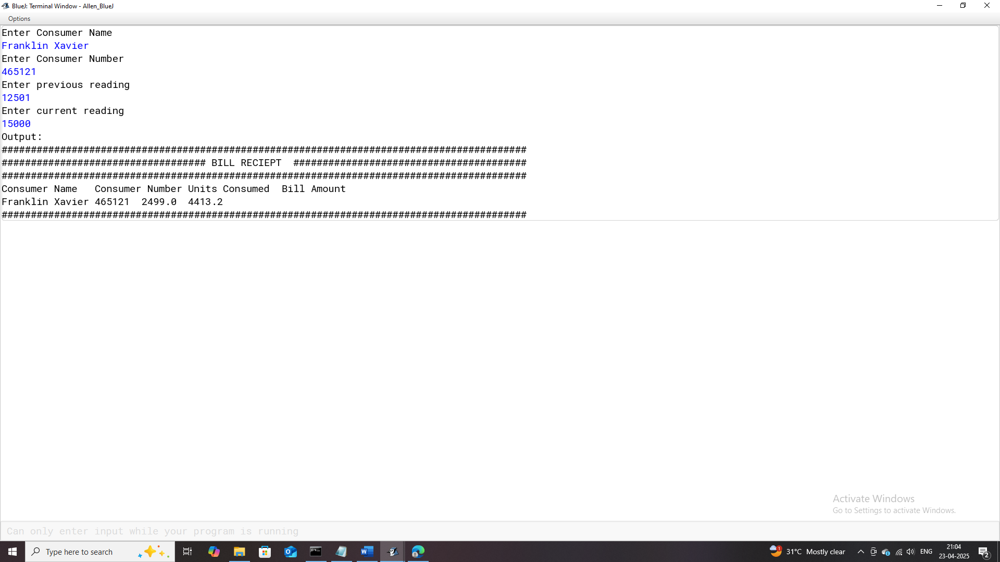 BlueJ: Terminal Window - Allen_BlueJ
Options
Enter Consumer Name
Franklin Xavier
Enter Consumer Number
465121
Enter previous reading
12501
Enter current reading
15000
Output:
##########################################################################################
################################### BILL RECIEPT  ########################################
##########################################################################################
Consumer Name   Consumer Number Units Consumed  Bill Amount
Franklin Xavier 465121  2499.0  4413.2
##########################################################################################
Activate Windows
Go to Settings to activate Windows.
Can only enter input while your program is running
Type here to search
1
31°C Mostly clear
ENG
21:04
23-04-2025
2